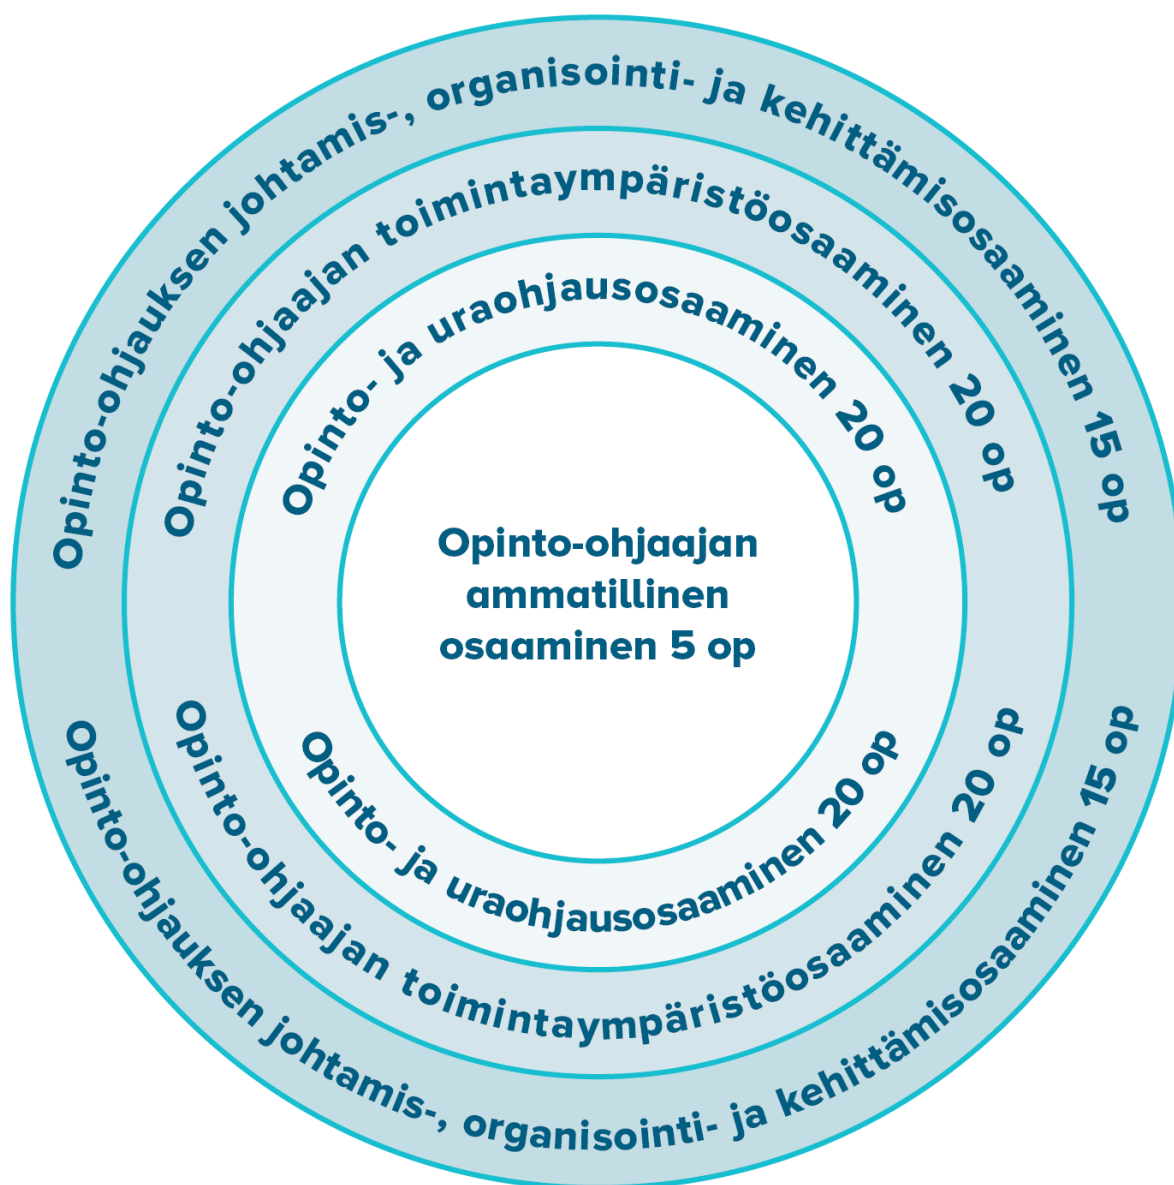 Opinto-ohjauksen johtamis-, organisointi- ja kehittämisosaaminen 15 op
Opinto-ohjaajan toimintaympäristöosaaminen 20 op
Opinto- ja uraohjausosaaminen 20 op
Opinto-ohjaajan
ammatillinen
osaaminen 5 op
Opinto- ja uraohjausosaaminen 20 op
Opinto-ohjaajan toimintaympäristöosaaminen 20 op
Opinto-ohjauksen johtamis-, organisointi- ja kehittämisosaaminen 15 op